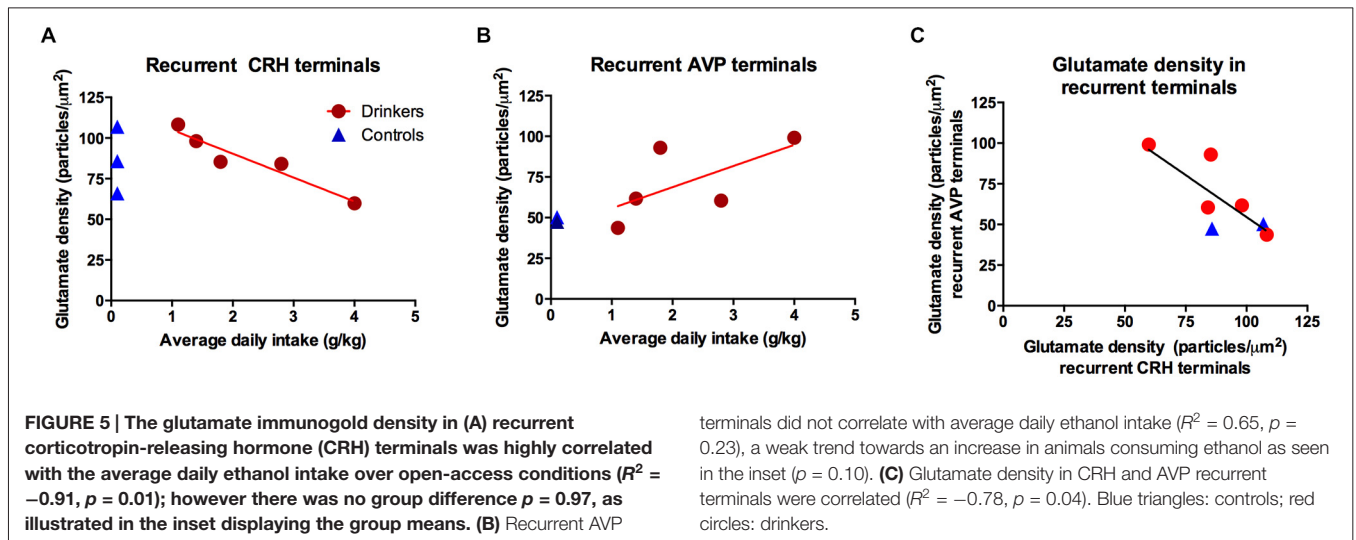 A
Recurrent CRH terminals
Glutamate density (particles/μm²)
125
100
75
50
25
0
0 1 2 3 4 5
Average daily intake (g/kg)
Drinkers
Controls
B
Recurrent AVP terminals
Glutamate density (particles/μm²)
125
100
75
50
25
0
0 1 2 3 4 5
Average daily intake (g/kg)
C
Glutamate density in
recurrent terminals
Glutamate density (particles/μm²)
recurrent AVP terminals
125
100
75
50
25
0
0 25 50 75 100 125
Glutamate density (particles/μm²)
recurrent CRH terminals
FIGURE 5 | The glutamate immunogold density in (A) recurrent
corticotropin-releasing hormone (CRH) terminals was highly correlated
with the average daily ethanol intake over open-access conditions (R² =
−0.91, p = 0.01); however there was no group difference p = 0.97, as
illustrated in the inset displaying the group means. (B) Recurrent AVP
terminals did not correlate with average daily ethanol intake (R² = 0.65, p =
0.23), a weak trend towards an increase in animals consuming ethanol as seen
in the inset (p = 0.10). (C) Glutamate density in CRH and AVP recurrent
terminals were correlated (R² = −0.78, p = 0.04). Blue triangles: controls; red
circles: drinkers.